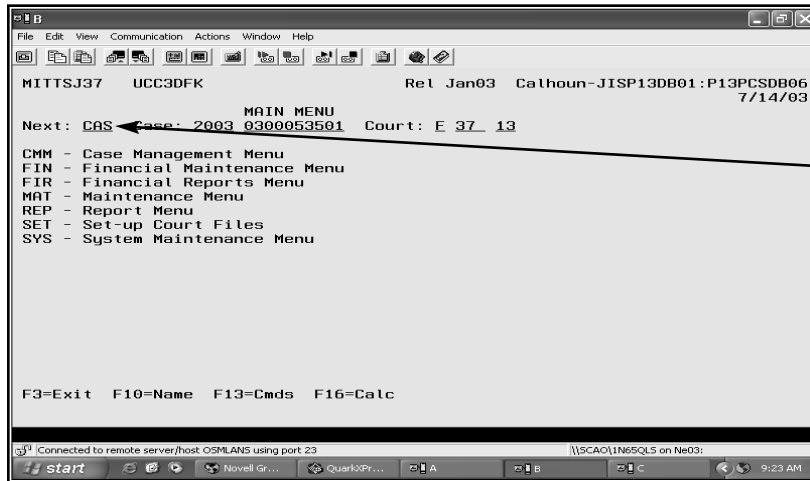 B
File Edit View Communication Actions Window Help
MITTSJ37 UCC3DFK Rel Jan03 Calhoun-JISP13DB01:P13PCSDB06
7/14/03
MAIN MENU
Next: CAS Case: 2003 0300053501 Court: F 37 13
CMM - Case Management Menu
FIN - Financial Maintenance Menu
FIR - Financial Reports Menu
MAT - Maintenance Menu
REP - Report Menu
SET - Set-up Court Files
SYS - System Maintenance Menu
F3=Exit F10=Name F13=Cmds F16=Calc
Connected to remote server/host OSMLANS using port 23 \\SCAO\1N65QLS on Ne03:
start Novell Gr... QuarkXPr... A B C 9:23 AM